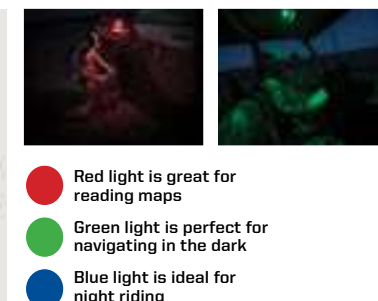 Red light is great for
reading maps
Green light is perfect for
navigating in the dark
Blue light is ideal for
night riding